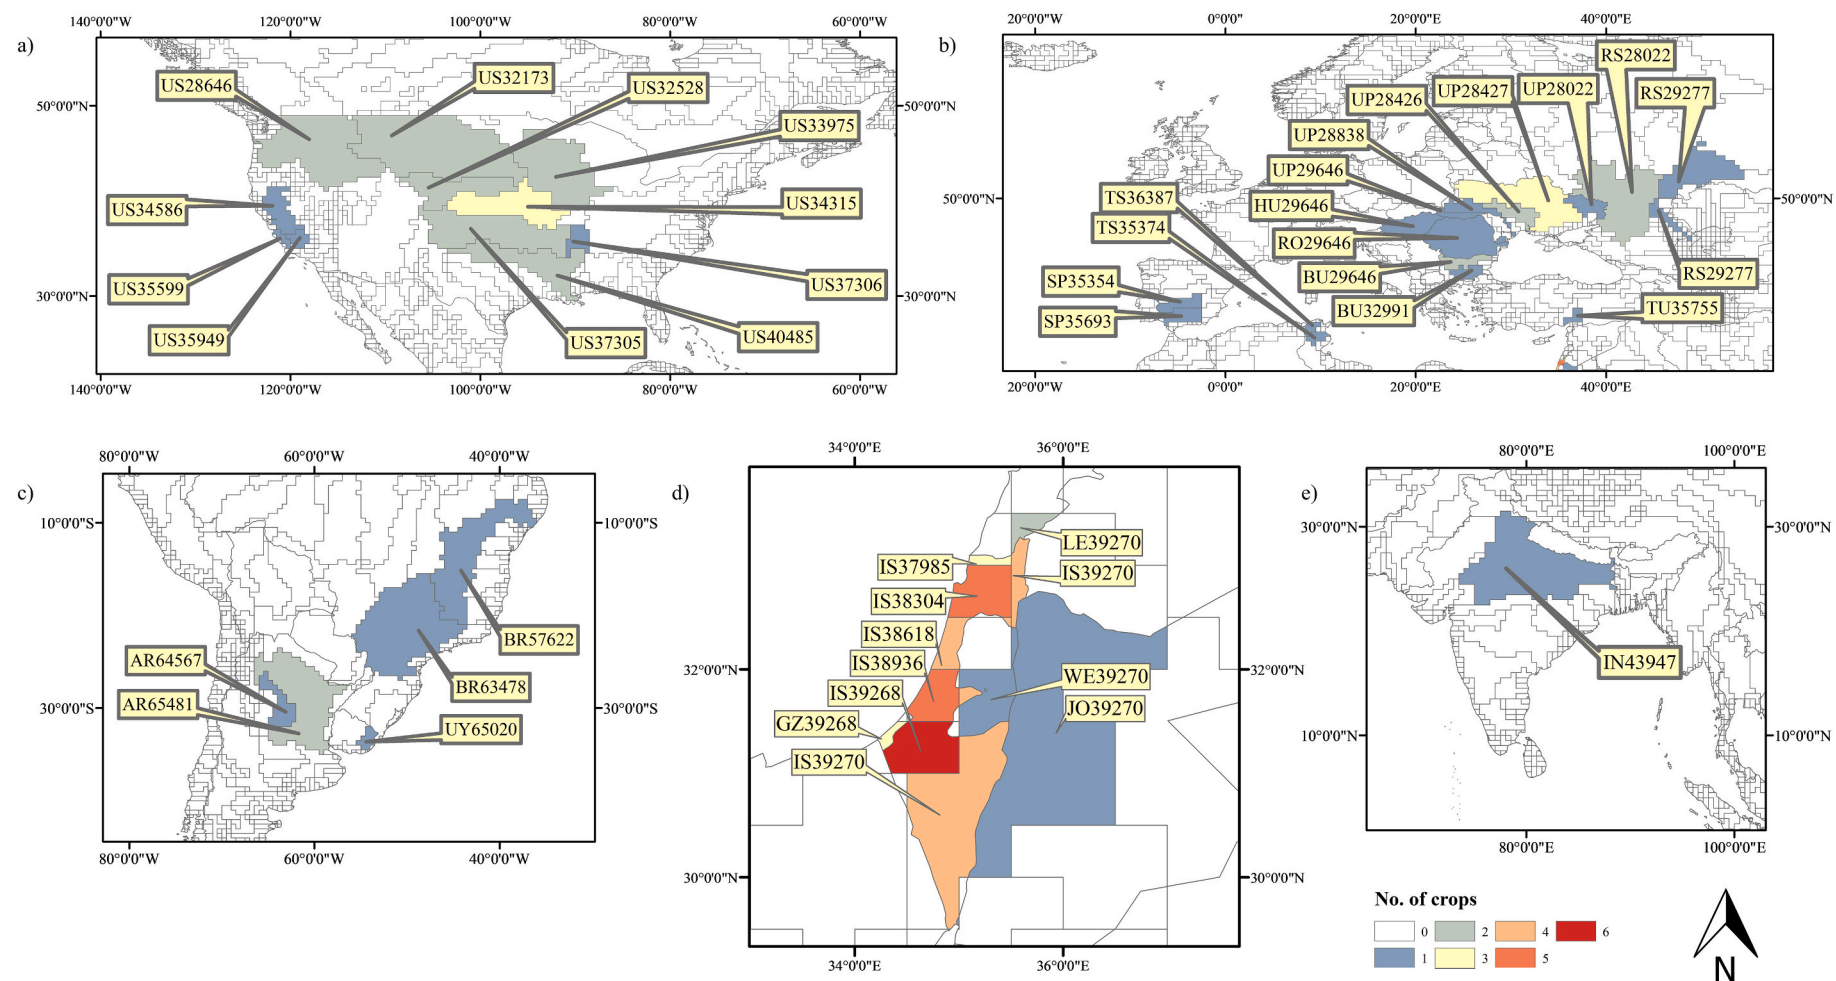 a)
140°0'0"W 120°0'0"W 100°0'0"W 80°0'0"W 60°0'0"W
50°0'0"N 50°0'0"N
30°0'0"N 30°0'0"N
US28646
US32173
US32528
US33975
US34586
US34315
US35599
US37306
US35949
US37305
US40485
140°0'0"W 120°0'0"W 100°0'0"W 80°0'0"W 60°0'0"W
b)
20°0'0"W 0°0'0" 20°0'0"E 40°0'0"E
50°0'0"N 50°0'0"N
RS28022
UP28426
UP28427
UP28022
RS29277
UP28838
UP29646
TS36387
HU29646
TS35374
RO29646
SP35354
BU29646
RS29277
SP35693
BU32991
TU35755
20°0'0"W 0°0'0" 20°0'0"E 40°0'0"E
c)
80°0'0"W 60°0'0"W 40°0'0"W
10°0'0"S 10°0'0"S
30°0'0"S 30°0'0"S
BR57622
AR64567
BR63478
AR65481
UY65020
80°0'0"W 60°0'0"W 40°0'0"W
d)
34°0'0"E 36°0'0"E
32°0'0"N 32°0'0"N
30°0'0"N 30°0'0"N
LE39270
IS37985
IS39270
IS38304
IS38618
IS38936
WE39270
IS39268
JO39270
GZ39268
IS39270
34°0'0"E 36°0'0"E
e)
80°0'0"E 100°0'0"E
30°0'0"N 30°0'0"N
10°0'0"N 10°0'0"N
IN43947
80°0'0"E 100°0'0"E
No. of crops
0 2 4 6
1 3 5
N